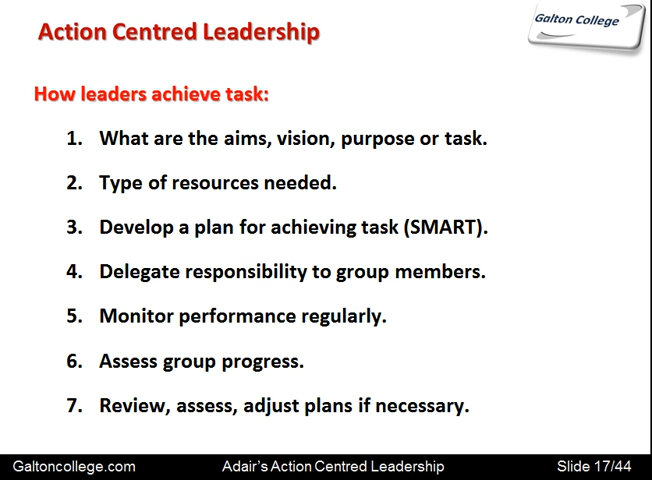 Action Centred Leadership
Galton College
How leaders achieve task:
1. What are the aims, vision, purpose or task.
2. Type of resources needed.
3. Develop a plan for achieving task (SMART).
4. Delegate responsibility to group members.
5. Monitor performance regularly.
6. Assess group progress.
7. Review, assess, adjust plans if necessary.
Galtoncollege.com Adair's Action Centred Leadership Slide 17/44